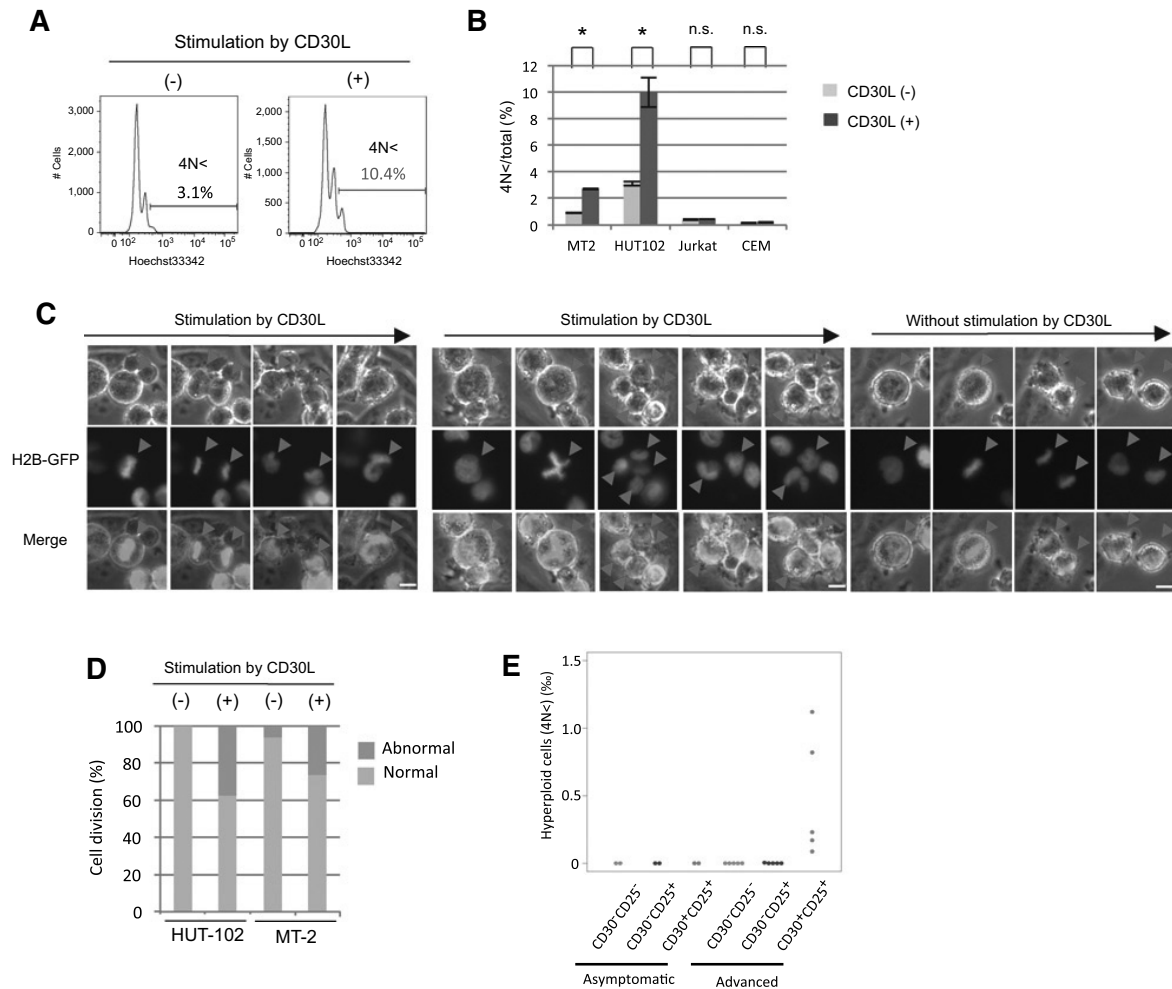 A
Stimulation by CD30L
(-)
(+)
3,000
2,000
1,000
0
# Cells
4N<
3.1%
0 10² 10³ 10⁴ 10⁵
Hoechst33342
2,000
1,500
1,000
500
0
# Cells
4N<
10.4%
0 10² 10³ 10⁴ 10⁵
Hoechst33342
B
* * n.s. n.s.
12
10
8
6
4
2
0
4N</total (%)
MT2 HUT102 Jurkat CEM
CD30L (-)
CD30L (+)
C
Stimulation by CD30L
Stimulation by CD30L
Without stimulation by CD30L
H2B-GFP
Merge
D
Stimulation by CD30L
(-) (+) (-) (+)
100
80
60
40
20
0
Cell division (%)
HUT-102 MT-2
Abnormal
Normal
E
1.5
1.0
0.5
0
Hyperploid cells (4N<) (‰)
CD30⁻CD25⁻
CD30⁻CD25⁺
CD30⁺CD25⁺
CD30⁻CD25⁻
CD30⁻CD25⁺
CD30⁺CD25⁺
Asymptomatic
Advanced